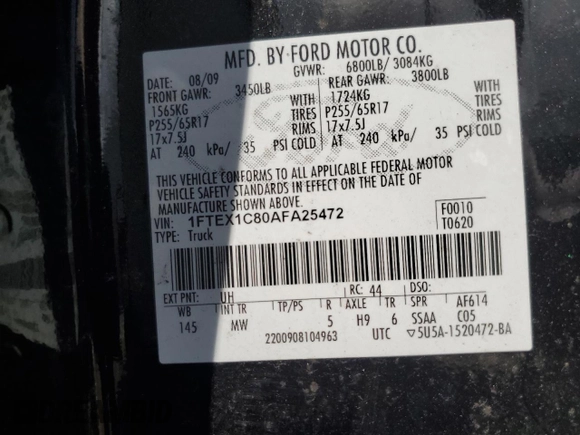 MFD. BY FORD MOTOR CO.
08/09 GVWR: 6800LB/ 3084KG
FRONT GAWR: 3450LB REAR GAWR: 3800LB
1565KG WITH 1724KG WITH
P255/65R17 TIRES P255/65R17 TIRES
17x7.5J RIMS 17x7.5J RIMS
AT 240 kPa/ 35 PSI COLD AT 240 kPa/ 35 PSI COLD
THIS VEHICLE CONFORMS TO ALL APPLICABLE FEDERAL MOTOR
VEHICLE SAFETY STANDARDS IN EFFECT ON THE DATE OF
MANUFACTURE SHOWN ABOVE.
VIN: 1FTEX1C80AFA25472 F0010
TYPE: Truck T0620
EXT PNT: UH RC: 44 DSO:
WB TP/PS R AXLE TR SPR AF614
145 MW 5 H9 6 SSAA C05
2200908104963 UTC ▽5U5A-1520472-BA